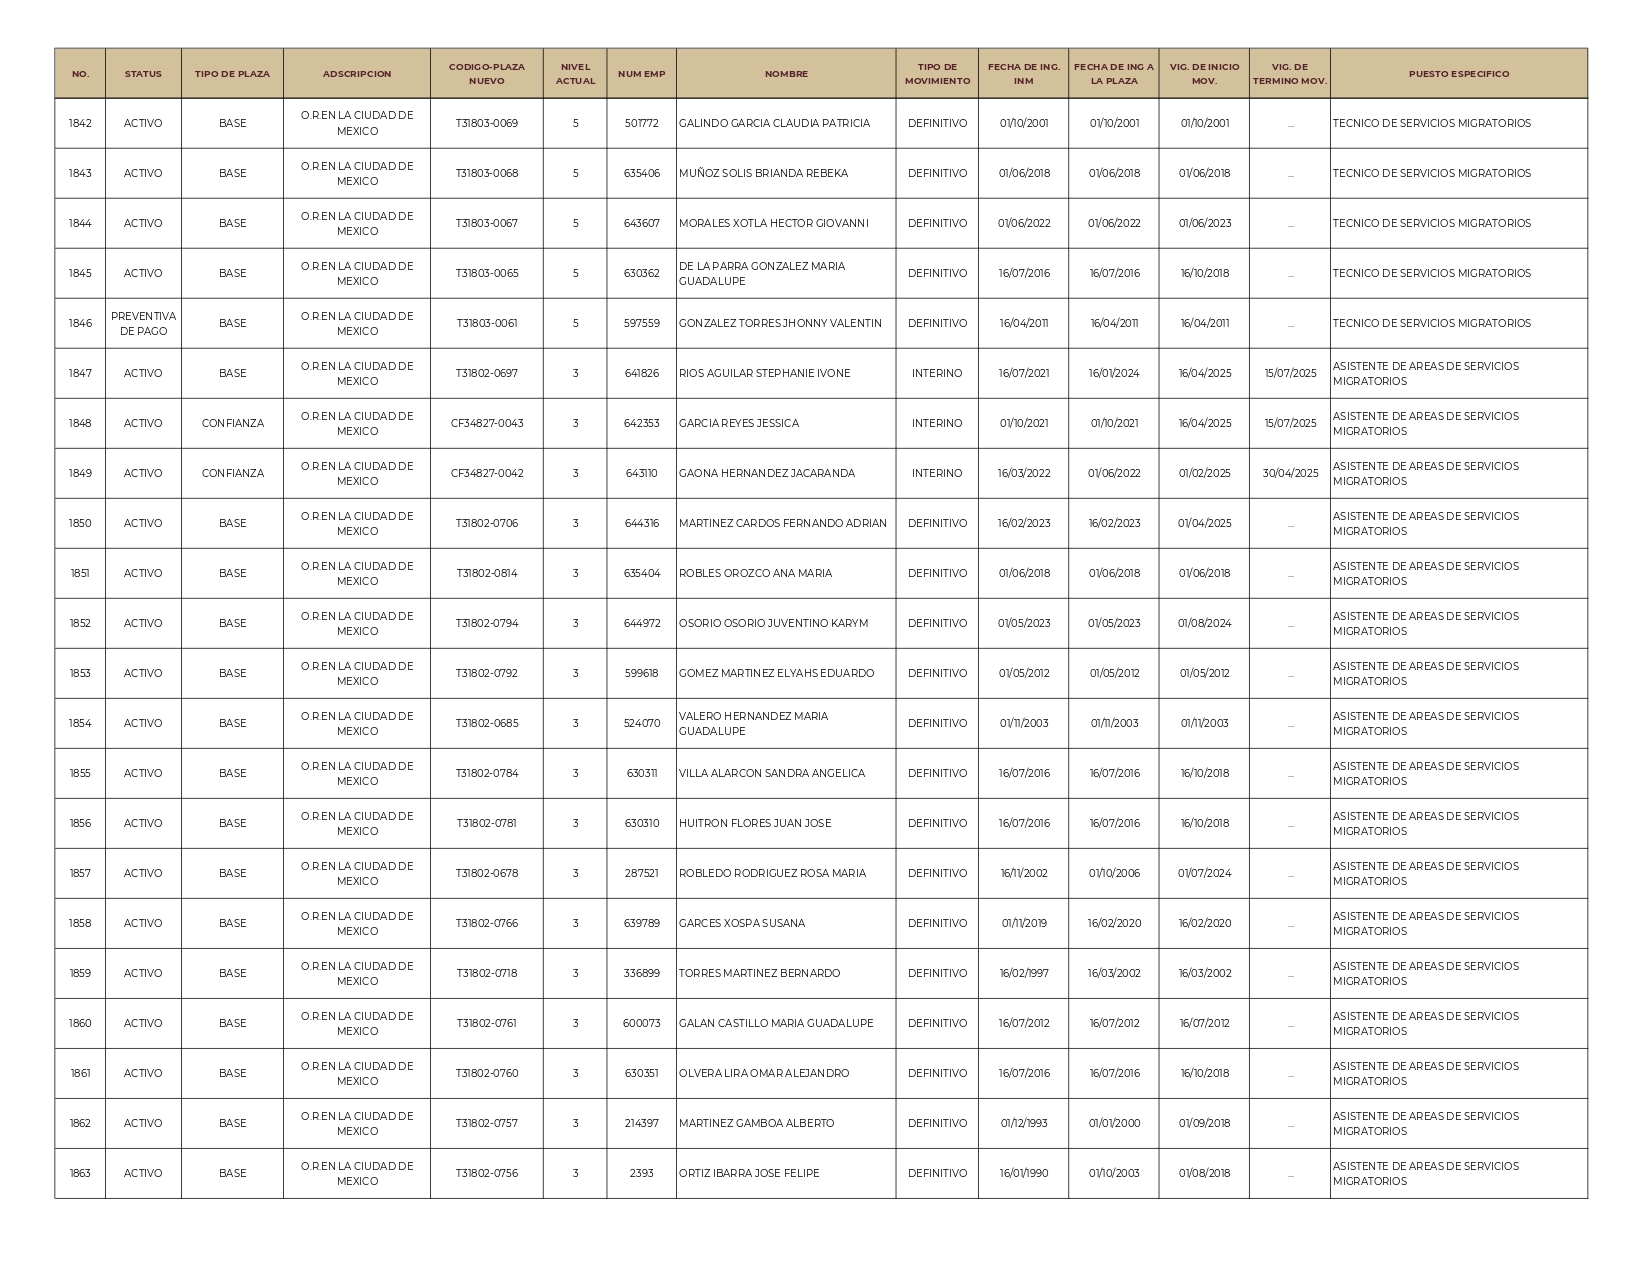 NO. STATUS TIPO DE PLAZA ADSCRIPCION CODIGO-PLAZA NUEVO NIVEL ACTUAL NUM EMP NOMBRE TIPO DE MOVIMIENTO FECHA DE ING. INM FECHA DE ING A LA PLAZA VIG. DE INICIO MOV. VIG. DE TERMINO MOV. PUESTO ESPECIFICO
1842 ACTIVO BASE O.R.EN LA CIUDAD DE MEXICO T31803-0069 5 501772 GALINDO GARCIA CLAUDIA PATRICIA DEFINITIVO 01/10/2001 01/10/2001 01/10/2001 ... TECNICO DE SERVICIOS MIGRATORIOS
1843 ACTIVO BASE O.R.EN LA CIUDAD DE MEXICO T31803-0068 5 635406 MUÑOZ SOLIS BRIANDA REBEKA DEFINITIVO 01/06/2018 01/06/2018 01/06/2018 ... TECNICO DE SERVICIOS MIGRATORIOS
1844 ACTIVO BASE O.R.EN LA CIUDAD DE MEXICO T31803-0067 5 643607 MORALES XOTLA HECTOR GIOVANNI DEFINITIVO 01/06/2022 01/06/2022 01/06/2023 ... TECNICO DE SERVICIOS MIGRATORIOS
1845 ACTIVO BASE O.R.EN LA CIUDAD DE MEXICO T31803-0065 5 630362 DE LA PARRA GONZALEZ MARIA GUADALUPE DEFINITIVO 16/07/2016 16/07/2016 16/10/2018 ... TECNICO DE SERVICIOS MIGRATORIOS
1846 PREVENTIVA DE PAGO BASE O.R.EN LA CIUDAD DE MEXICO T31803-0061 5 597559 GONZALEZ TORRES JHONNY VALENTIN DEFINITIVO 16/04/2011 16/04/2011 16/04/2011 ... TECNICO DE SERVICIOS MIGRATORIOS
1847 ACTIVO BASE O.R.EN LA CIUDAD DE MEXICO T31802-0697 3 641826 RIOS AGUILAR STEPHANIE IVONE INTERINO 16/07/2021 16/01/2024 16/04/2025 15/07/2025 ASISTENTE DE AREAS DE SERVICIOS MIGRATORIOS
1848 ACTIVO CONFIANZA O.R.EN LA CIUDAD DE MEXICO CF34827-0043 3 642353 GARCIA REYES JESSICA INTERINO 01/10/2021 01/10/2021 16/04/2025 15/07/2025 ASISTENTE DE AREAS DE SERVICIOS MIGRATORIOS
1849 ACTIVO CONFIANZA O.R.EN LA CIUDAD DE MEXICO CF34827-0042 3 643110 GAONA HERNANDEZ JACARANDA INTERINO 16/03/2022 01/06/2022 01/02/2025 30/04/2025 ASISTENTE DE AREAS DE SERVICIOS MIGRATORIOS
1850 ACTIVO BASE O.R.EN LA CIUDAD DE MEXICO T31802-0706 3 644316 MARTINEZ CARDOS FERNANDO ADRIAN DEFINITIVO 16/02/2023 16/02/2023 01/04/2025 ... ASISTENTE DE AREAS DE SERVICIOS MIGRATORIOS
1851 ACTIVO BASE O.R.EN LA CIUDAD DE MEXICO T31802-0814 3 635404 ROBLES OROZCO ANA MARIA DEFINITIVO 01/06/2018 01/06/2018 01/06/2018 ... ASISTENTE DE AREAS DE SERVICIOS MIGRATORIOS
1852 ACTIVO BASE O.R.EN LA CIUDAD DE MEXICO T31802-0794 3 644972 OSORIO OSORIO JUVENTINO KARYM DEFINITIVO 01/05/2023 01/05/2023 01/08/2024 ... ASISTENTE DE AREAS DE SERVICIOS MIGRATORIOS
1853 ACTIVO BASE O.R.EN LA CIUDAD DE MEXICO T31802-0792 3 599618 GOMEZ MARTINEZ ELYAHS EDUARDO DEFINITIVO 01/05/2012 01/05/2012 01/05/2012 ... ASISTENTE DE AREAS DE SERVICIOS MIGRATORIOS
1854 ACTIVO BASE O.R.EN LA CIUDAD DE MEXICO T31802-0685 3 524070 VALERO HERNANDEZ MARIA GUADALUPE DEFINITIVO 01/11/2003 01/11/2003 01/11/2003 ... ASISTENTE DE AREAS DE SERVICIOS MIGRATORIOS
1855 ACTIVO BASE O.R.EN LA CIUDAD DE MEXICO T31802-0784 3 630311 VILLA ALARCON SANDRA ANGELICA DEFINITIVO 16/07/2016 16/07/2016 16/10/2018 ... ASISTENTE DE AREAS DE SERVICIOS MIGRATORIOS
1856 ACTIVO BASE O.R.EN LA CIUDAD DE MEXICO T31802-0781 3 630310 HUITRON FLORES JUAN JOSE DEFINITIVO 16/07/2016 16/07/2016 16/10/2018 ... ASISTENTE DE AREAS DE SERVICIOS MIGRATORIOS
1857 ACTIVO BASE O.R.EN LA CIUDAD DE MEXICO T31802-0678 3 287521 ROBLEDO RODRIGUEZ ROSA MARIA DEFINITIVO 16/11/2002 01/10/2006 01/07/2024 ... ASISTENTE DE AREAS DE SERVICIOS MIGRATORIOS
1858 ACTIVO BASE O.R.EN LA CIUDAD DE MEXICO T31802-0766 3 639789 GARCES XOSPA SUSANA DEFINITIVO 01/11/2019 16/02/2020 16/02/2020 ... ASISTENTE DE AREAS DE SERVICIOS MIGRATORIOS
1859 ACTIVO BASE O.R.EN LA CIUDAD DE MEXICO T31802-0718 3 336899 TORRES MARTINEZ BERNARDO DEFINITIVO 16/02/1997 16/03/2002 16/03/2002 ... ASISTENTE DE AREAS DE SERVICIOS MIGRATORIOS
1860 ACTIVO BASE O.R.EN LA CIUDAD DE MEXICO T31802-0761 3 600073 GALAN CASTILLO MARIA GUADALUPE DEFINITIVO 16/07/2012 16/07/2012 16/07/2012 ... ASISTENTE DE AREAS DE SERVICIOS MIGRATORIOS
1861 ACTIVO BASE O.R.EN LA CIUDAD DE MEXICO T31802-0760 3 630351 OLVERA LIRA OMAR ALEJANDRO DEFINITIVO 16/07/2016 16/07/2016 16/10/2018 ... ASISTENTE DE AREAS DE SERVICIOS MIGRATORIOS
1862 ACTIVO BASE O.R.EN LA CIUDAD DE MEXICO T31802-0757 3 214397 MARTINEZ GAMBOA ALBERTO DEFINITIVO 01/12/1993 01/01/2000 01/09/2018 ... ASISTENTE DE AREAS DE SERVICIOS MIGRATORIOS
1863 ACTIVO BASE O.R.EN LA CIUDAD DE MEXICO T31802-0756 3 2393 ORTIZ IBARRA JOSE FELIPE DEFINITIVO 16/01/1990 01/10/2003 01/08/2018 ... ASISTENTE DE AREAS DE SERVICIOS MIGRATORIOS